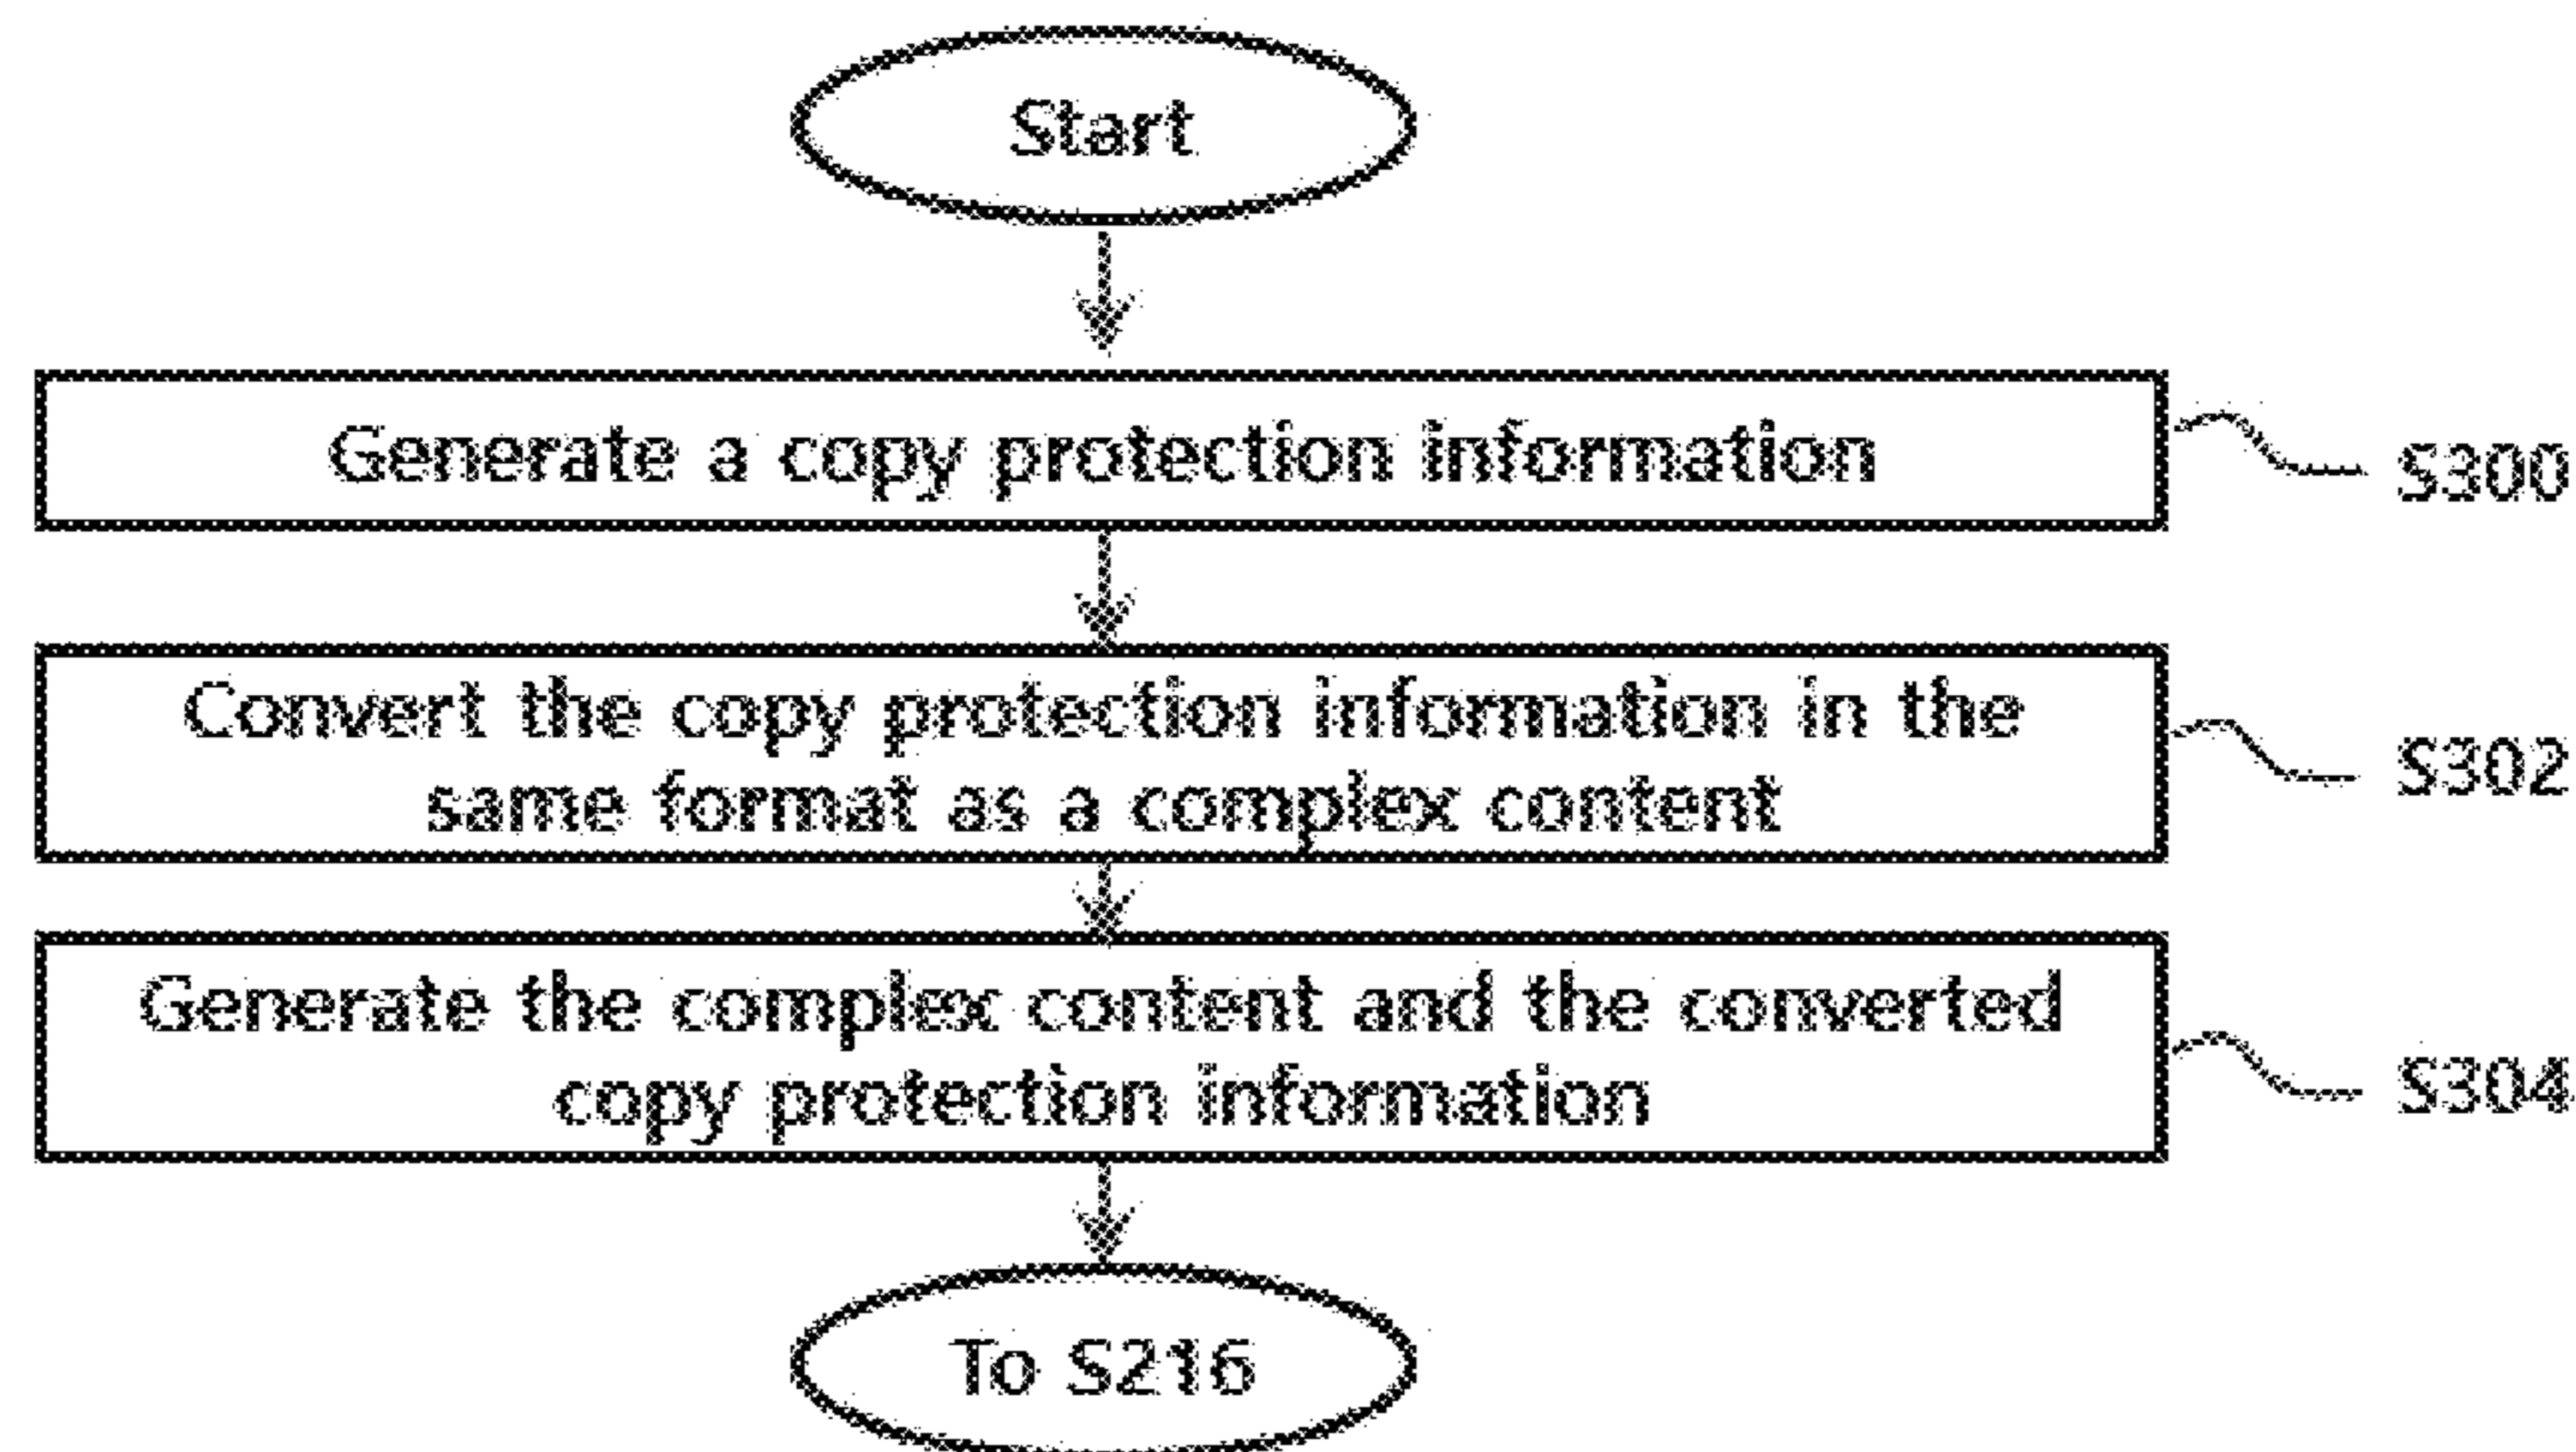 Start
Generate a copy protection information
S300
Convert the copy protection information in the
same format as a complex content
S302
Generate the complex content and the converted
copy protection information
S304
To S216